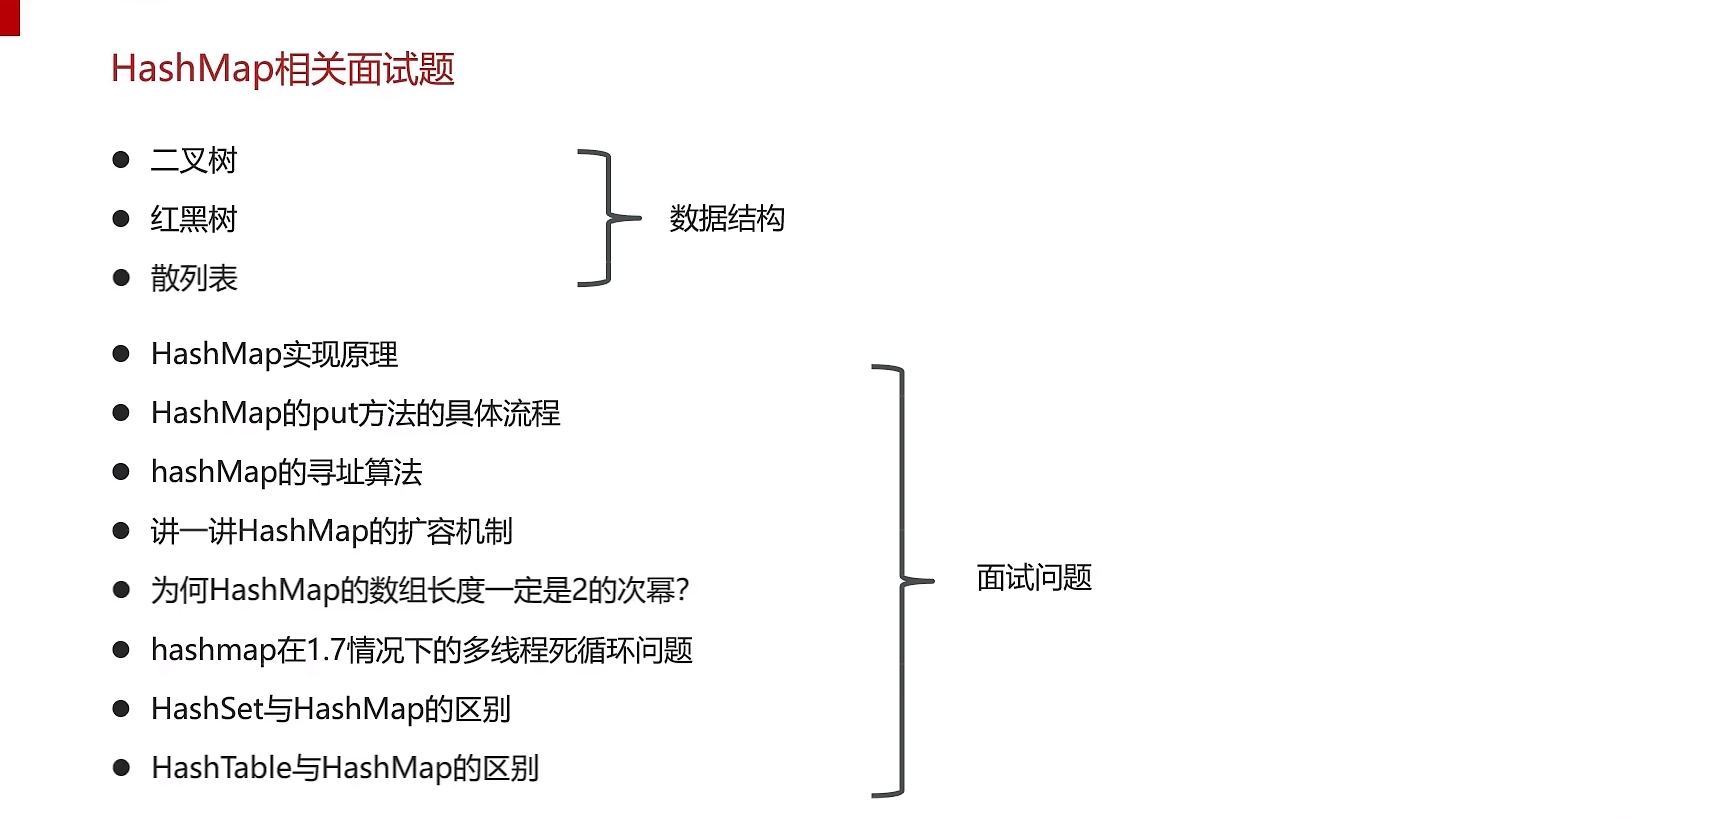 HashMap相关面试题
二叉树
红黑树
散列表
数据结构
HashMap实现原理
HashMap的put方法的具体流程
hashMap的寻址算法
讲一讲HashMap的扩容机制
为何HashMap的数组长度一定是2的次幂？
hashmap在1.7情况下的多线程死循环问题
HashSet与HashMap的区别
HashTable与HashMap的区别
面试问题